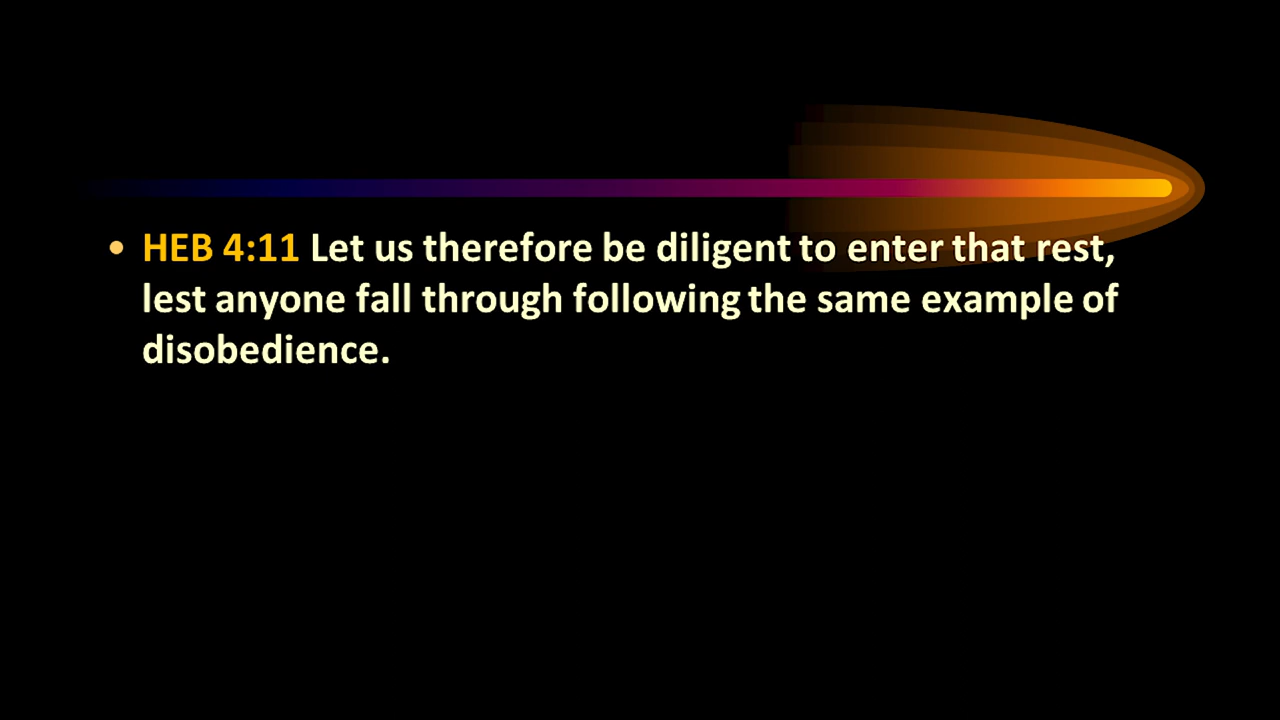 • HEB 4:11 Let us therefore be diligent to enter that rest,
lest anyone fall through following the same example of
disobedience.